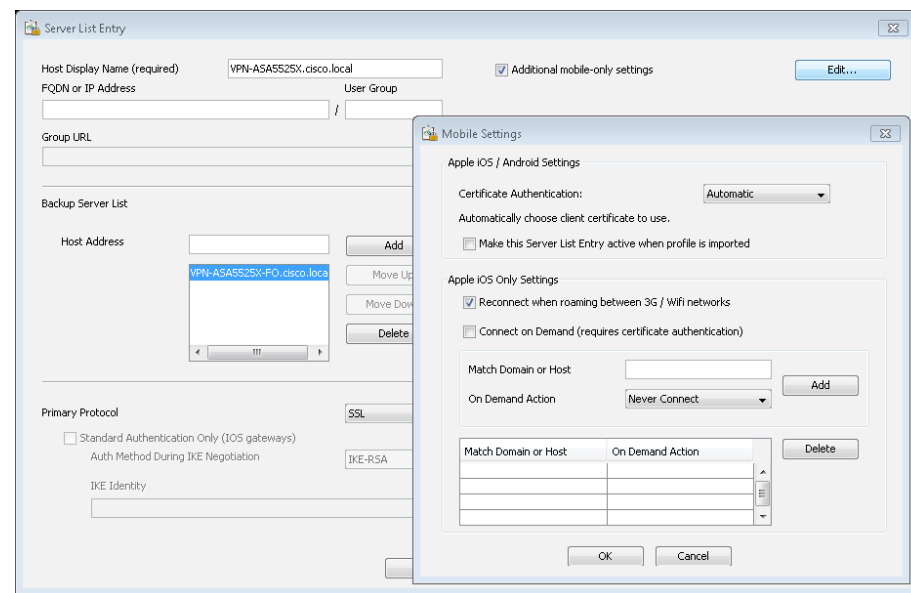 Server List Entry
Host Display Name (required)
VPN-ASA5525X.cisco.local
Additional mobile-only settings
Edit...
FQDN or IP Address
User Group
/
Group URL
Backup Server List
Host Address
Add
VPN-ASA5525X-FO.cisco.loca
Move Up
Move Dow
Delete
Primary Protocol
SSL
Standard Authentication Only (IOS gateways)
Auth Method During IKE Negotiation
IKE-RSA
IKE Identity
Mobile Settings
Apple iOS / Android Settings
Certificate Authentication:
Automatic
Automatically choose client certificate to use.
Make this Server List Entry active when profile is imported
Apple iOS Only Settings
Reconnect when roaming between 3G / Wifi networks
Connect on Demand (requires certificate authentication)
Match Domain or Host
Add
On Demand Action
Never Connect
Match Domain or Host
On Demand Action
Delete
OK
Cancel